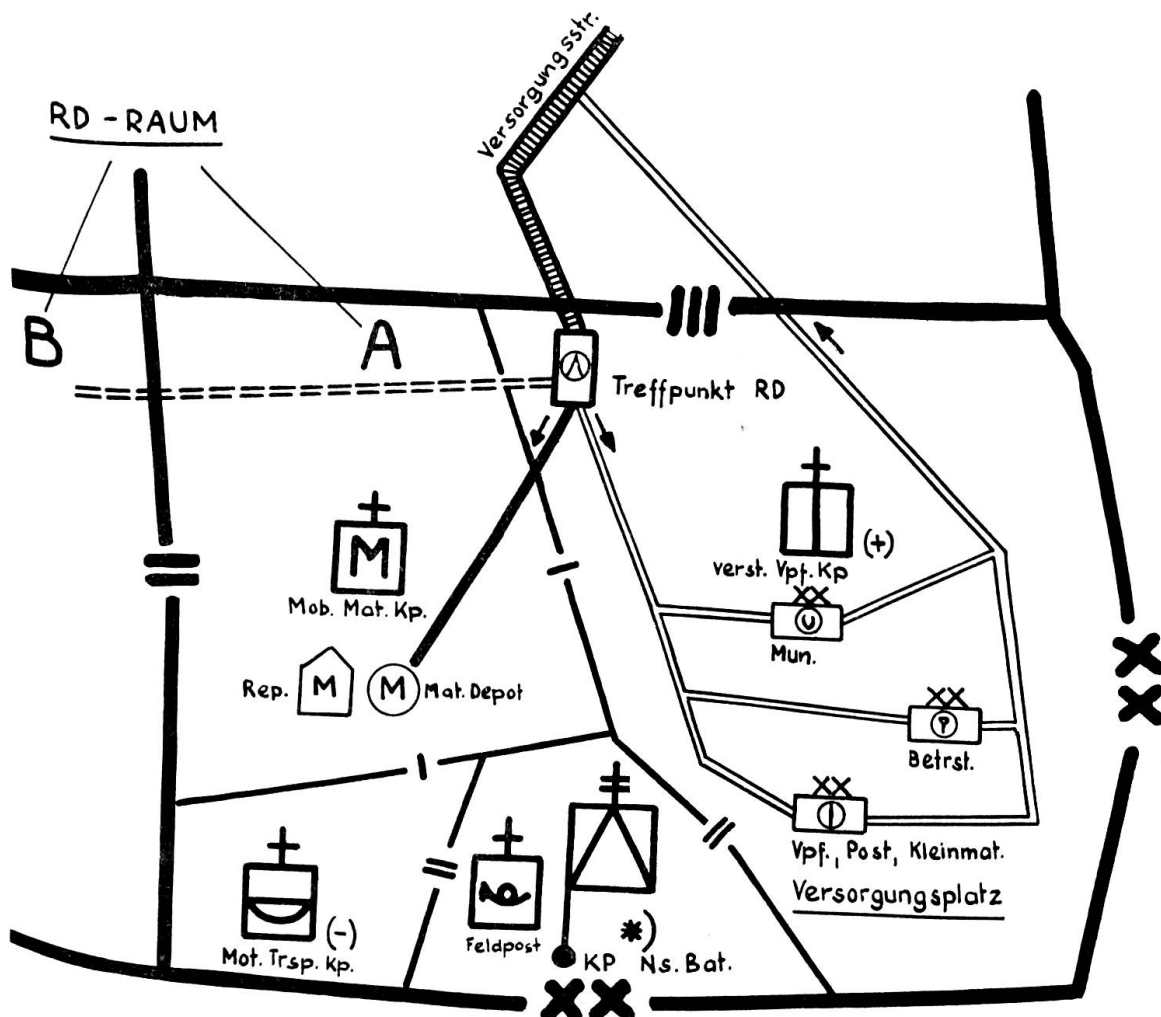 Versorgungsstr.
RD - RAUM
B
A
Treffpunkt RD
(+)
verst. Vpf. Kp
M
Mob. Mat. Kp.
Mun.
Rep.
M
M
Mat. Depot
Betrst.
Vpf., Post, Kleinmat.
Versorgungsplatz
(-)
Mot. Trsp. Kp.
Feldpost
*)
KP Ns. Bat.